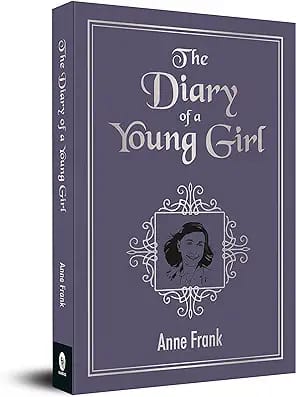 The Diary of a Young Girl
Anne Frank
The
Diary
of a
Young Girl
Anne Frank